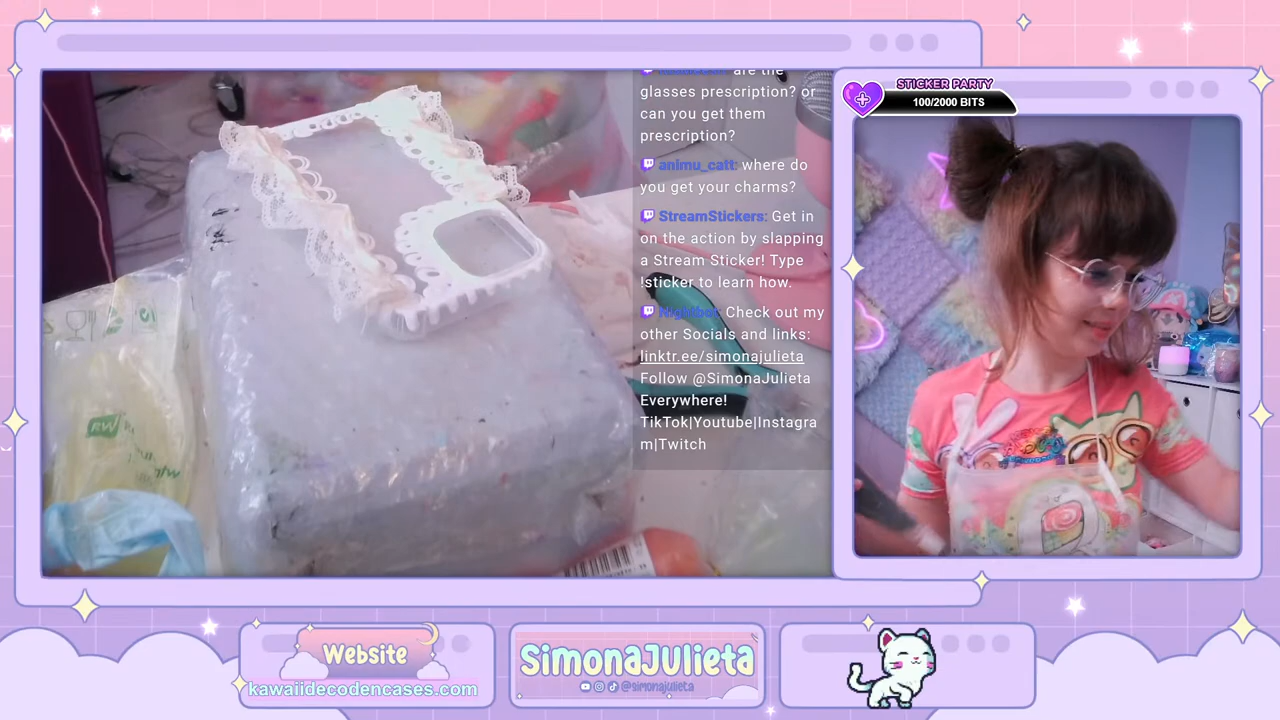 are the
glasses prescription? or
can you get them
prescription?
animu_catt: where do
you get your charms?
StreamStickers: Get in
on the action by slapping
a Stream Sticker! Type
!sticker to learn how.
Nightbot: Check out my
other Socials and links:
linktr.ee/simonajulieta
Follow @SimonaJulieta
Everywhere!
TikTok|Youtube|Instagra
m|Twitch
STICKER PARTY
100/2000 BITS
RW
Website
kawaiidecodencases.com
SimonaJulieta
@simonajulieta